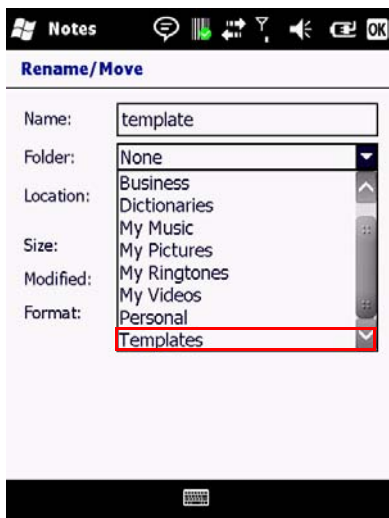 Notes OK
Rename/Move
Name: template
Folder: None
Business
Location: Dictionaries
My Music
Size: My Pictures
Modified: My Ringtones
My Videos
Format: Personal
Templates